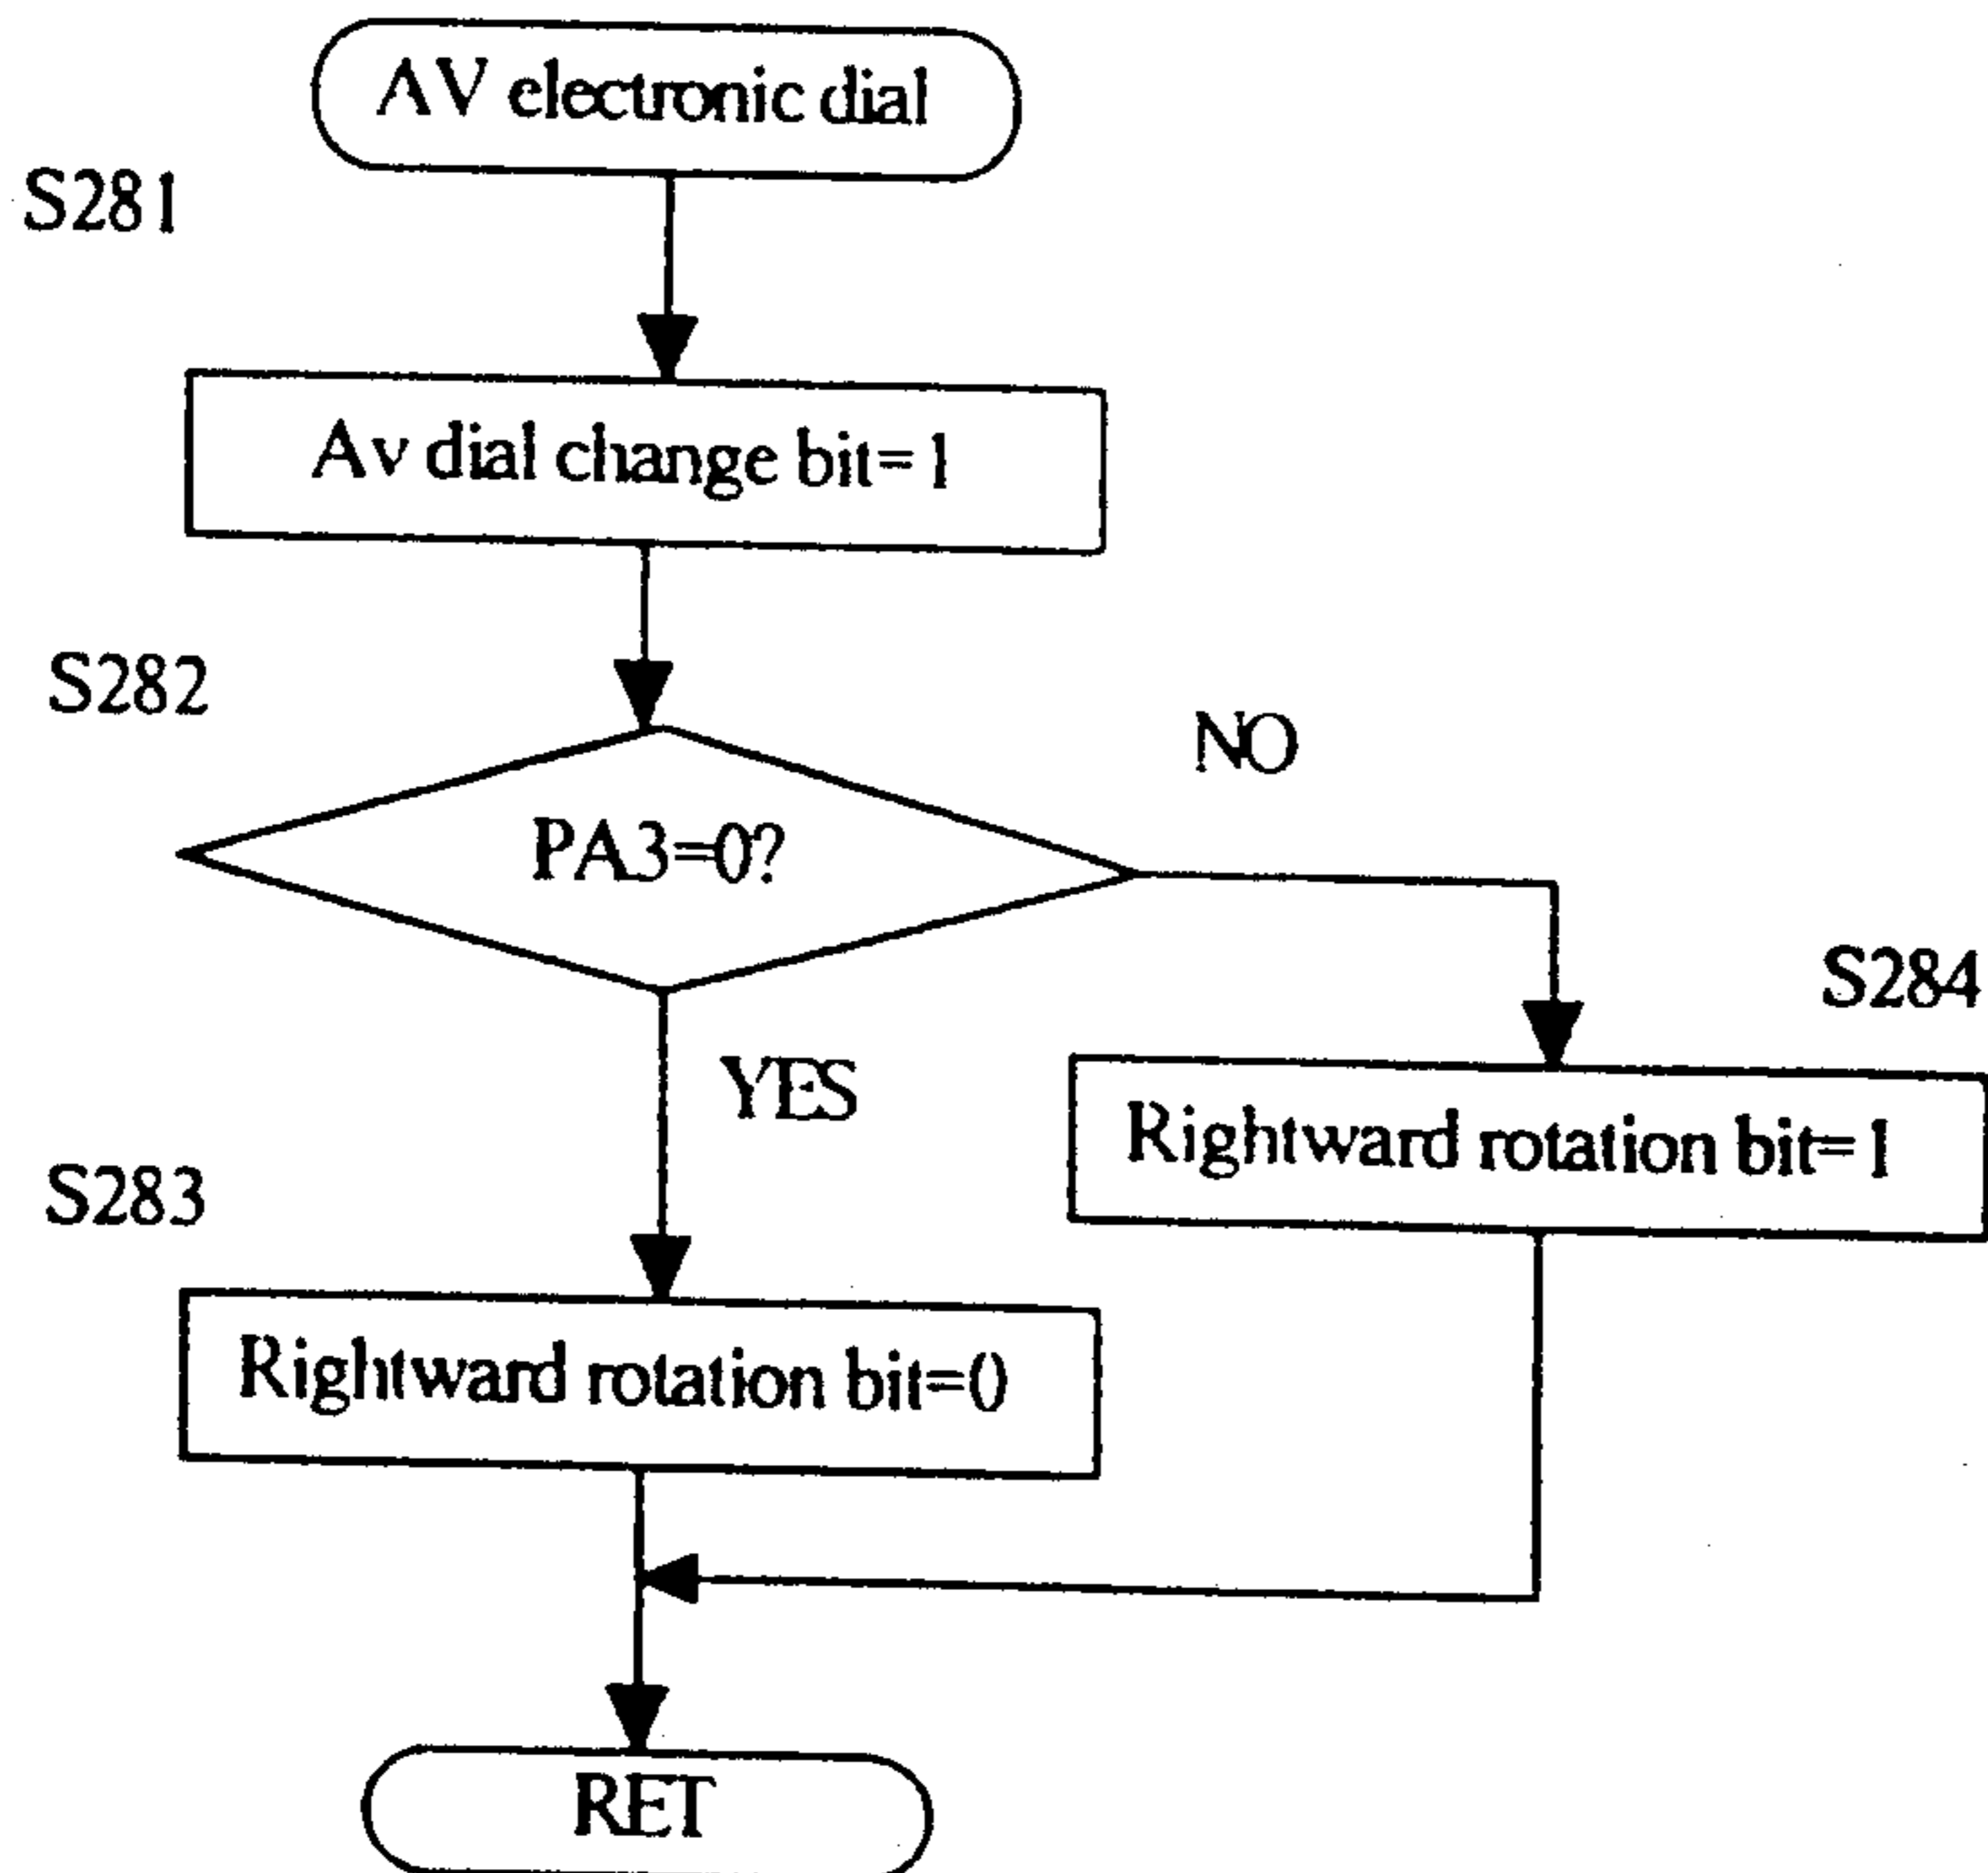 AV electronic dial
S281
Av dial change bit=1
S282
NO
PA3=0?
S284
YES
Rightward rotation bit=1
S283
Rightward rotation bit=0
RET